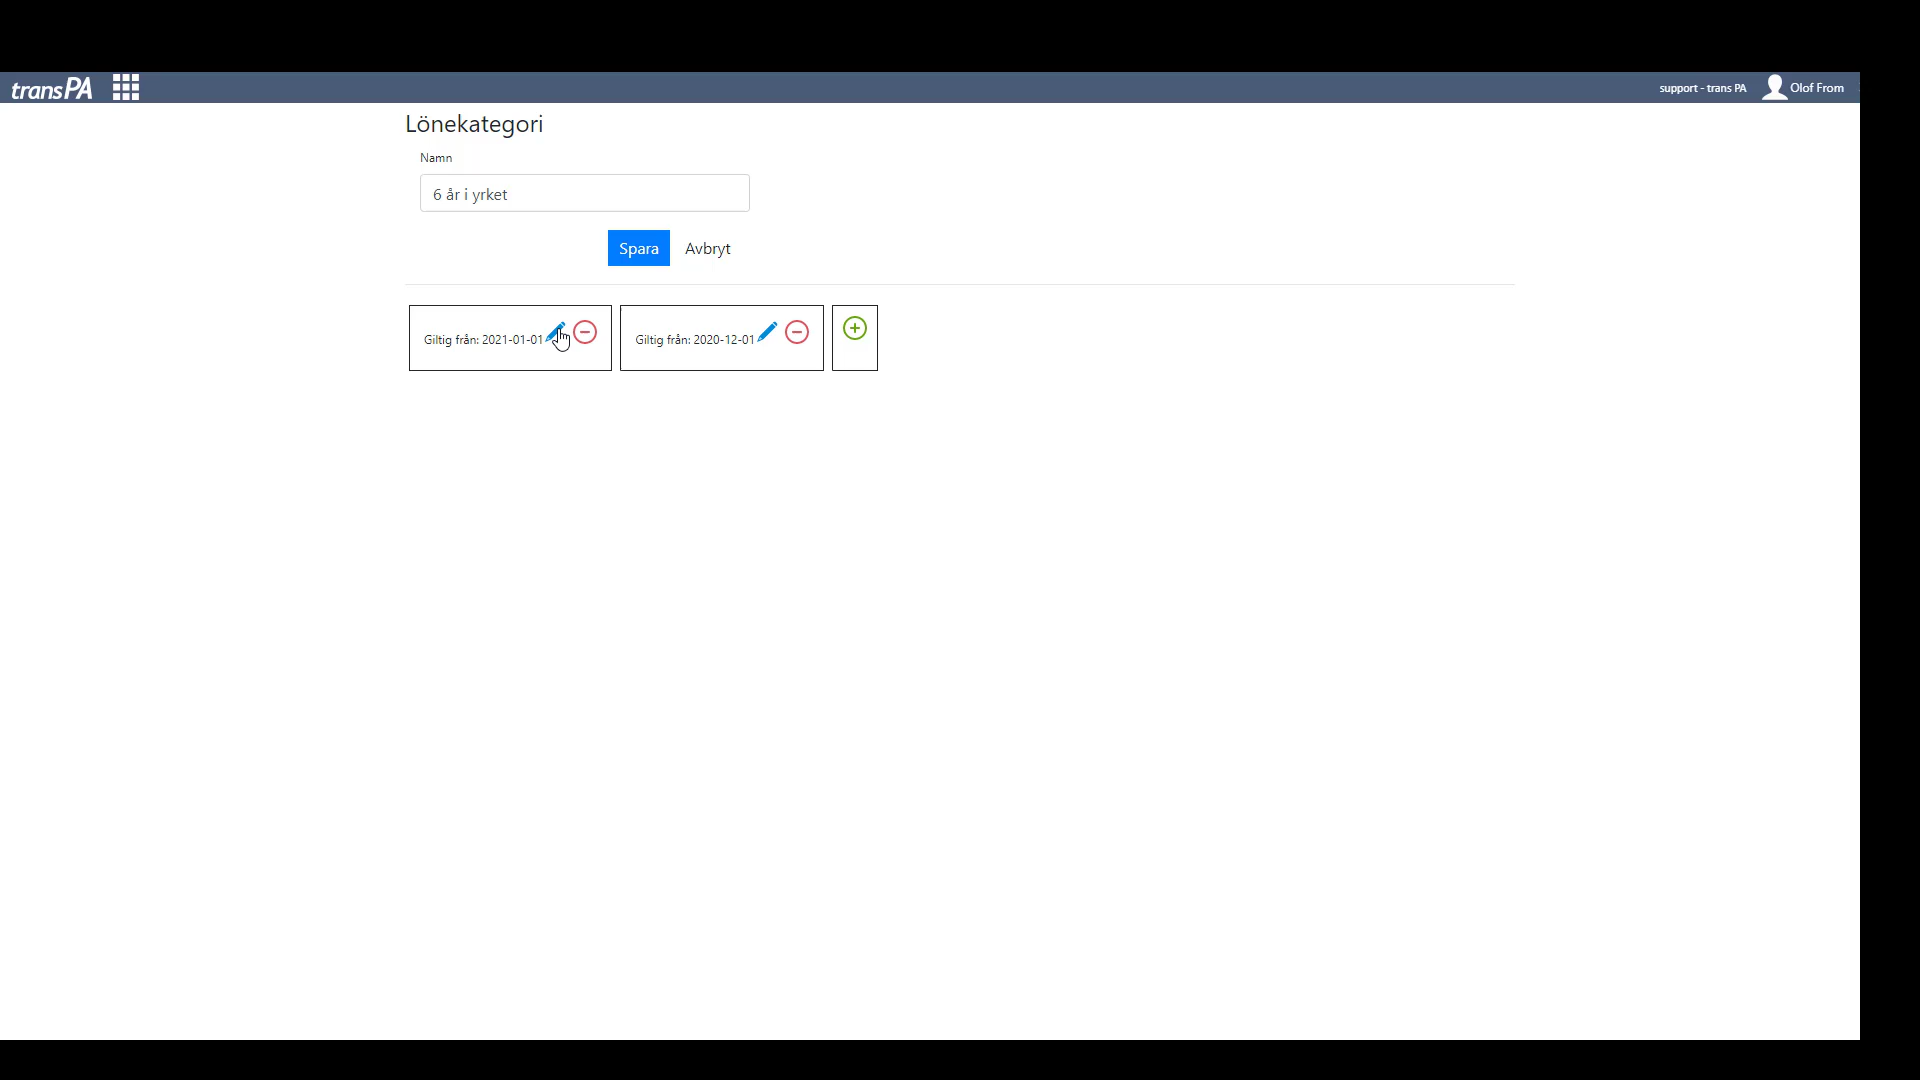 transPA
support - trans PA
Olof From
Lönekategori
Namn
6 år i yrket
Spara
Avbryt
Giltig från: 2021-01-01
Giltig från: 2020-12-01